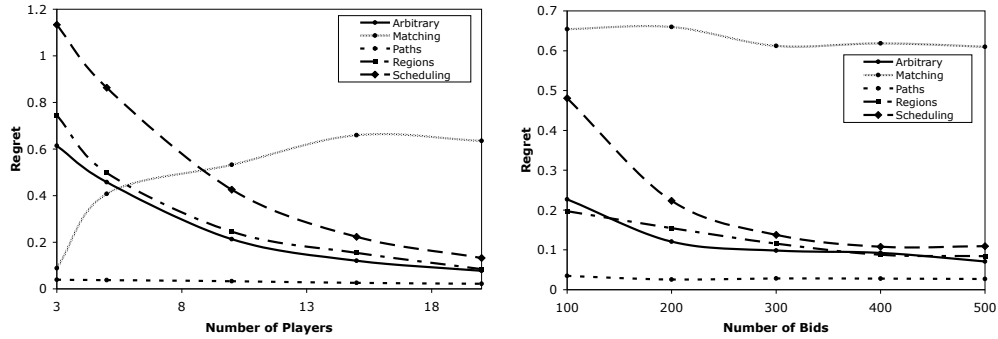 1.2
1
0.8
0.6
0.4
0.2
0
Regret
3 8 13 18
Number of Players
Arbitrary
Matching
Paths
Regions
Scheduling
0.7
0.6
0.5
0.4
0.3
0.2
0.1
0
Regret
100 200 300 400 500
Number of Bids
Arbitrary
Matching
Paths
Regions
Scheduling